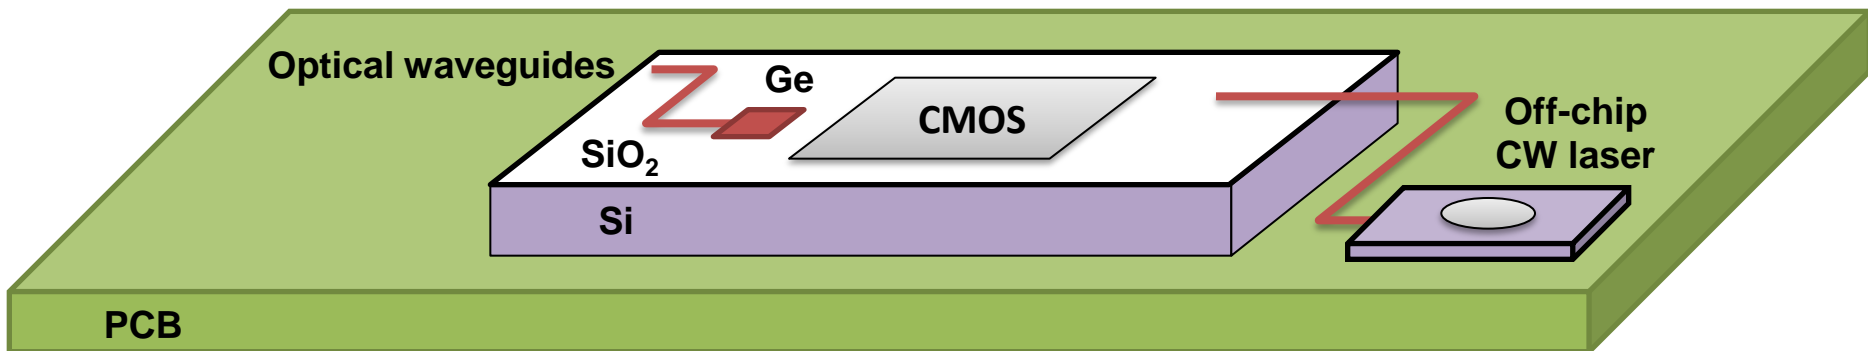 Optical waveguides
Ge
CMOS
SiO₂
Off-chip
CW laser
Si
PCB